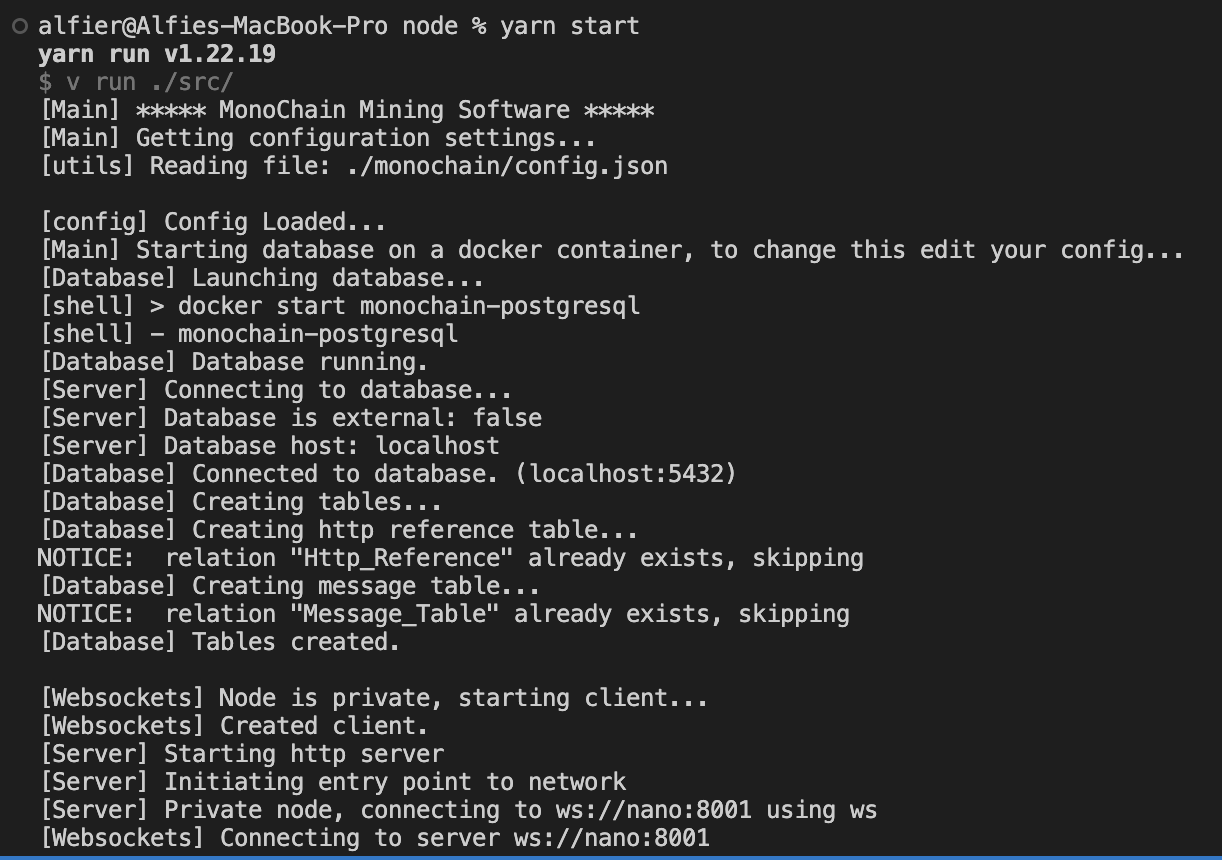 alfier@Alfies-MacBook-Pro node % yarn start
yarn run v1.22.19
$ v run ./src/
[Main] ***** MonoChain Mining Software *****
[Main] Getting configuration settings...
[utils] Reading file: ./monochain/config.json
[config] Config Loaded...
[Main] Starting database on a docker container, to change this edit your config...
[Database] Launching database...
[shell] > docker start monochain-postgresql
[shell] - monochain-postgresql
[Database] Database running.
[Server] Connecting to database...
[Server] Database is external: false
[Server] Database host: localhost
[Database] Connected to database. (localhost:5432)
[Database] Creating tables...
[Database] Creating http reference table...
NOTICE:  relation "Http_Reference" already exists, skipping
[Database] Creating message table...
NOTICE:  relation "Message_Table" already exists, skipping
[Database] Tables created.
[Websockets] Node is private, starting client...
[Websockets] Created client.
[Server] Starting http server
[Server] Initiating entry point to network
[Server] Private node, connecting to ws://nano:8001 using ws
[Websockets] Connecting to server ws://nano:8001